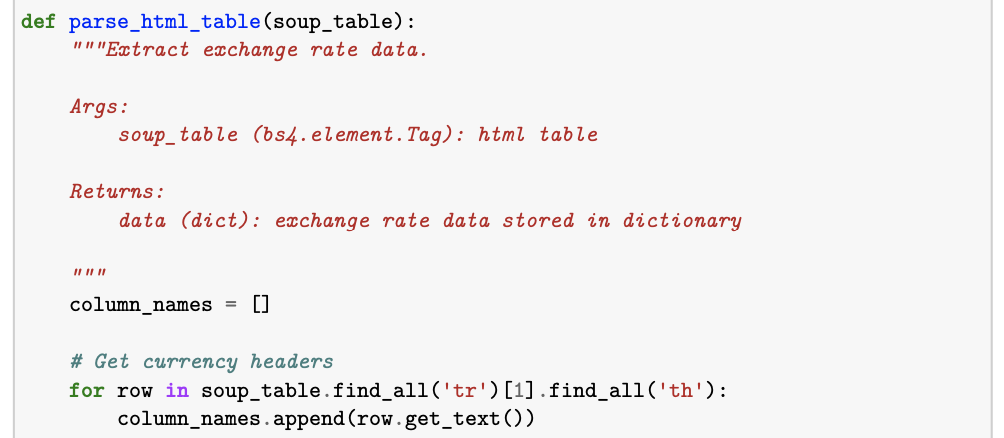 def parse_html_table(soup_table):
    """Extract exchange rate data.
    Args:
        soup_table (bs4.element.Tag): html table
    Returns:
        data (dict): exchange rate data stored in dictionary
    """
    column_names = []
    # Get currency headers
    for row in soup_table.find_all('tr')[1].find_all('th'):
        column_names.append(row.get_text())